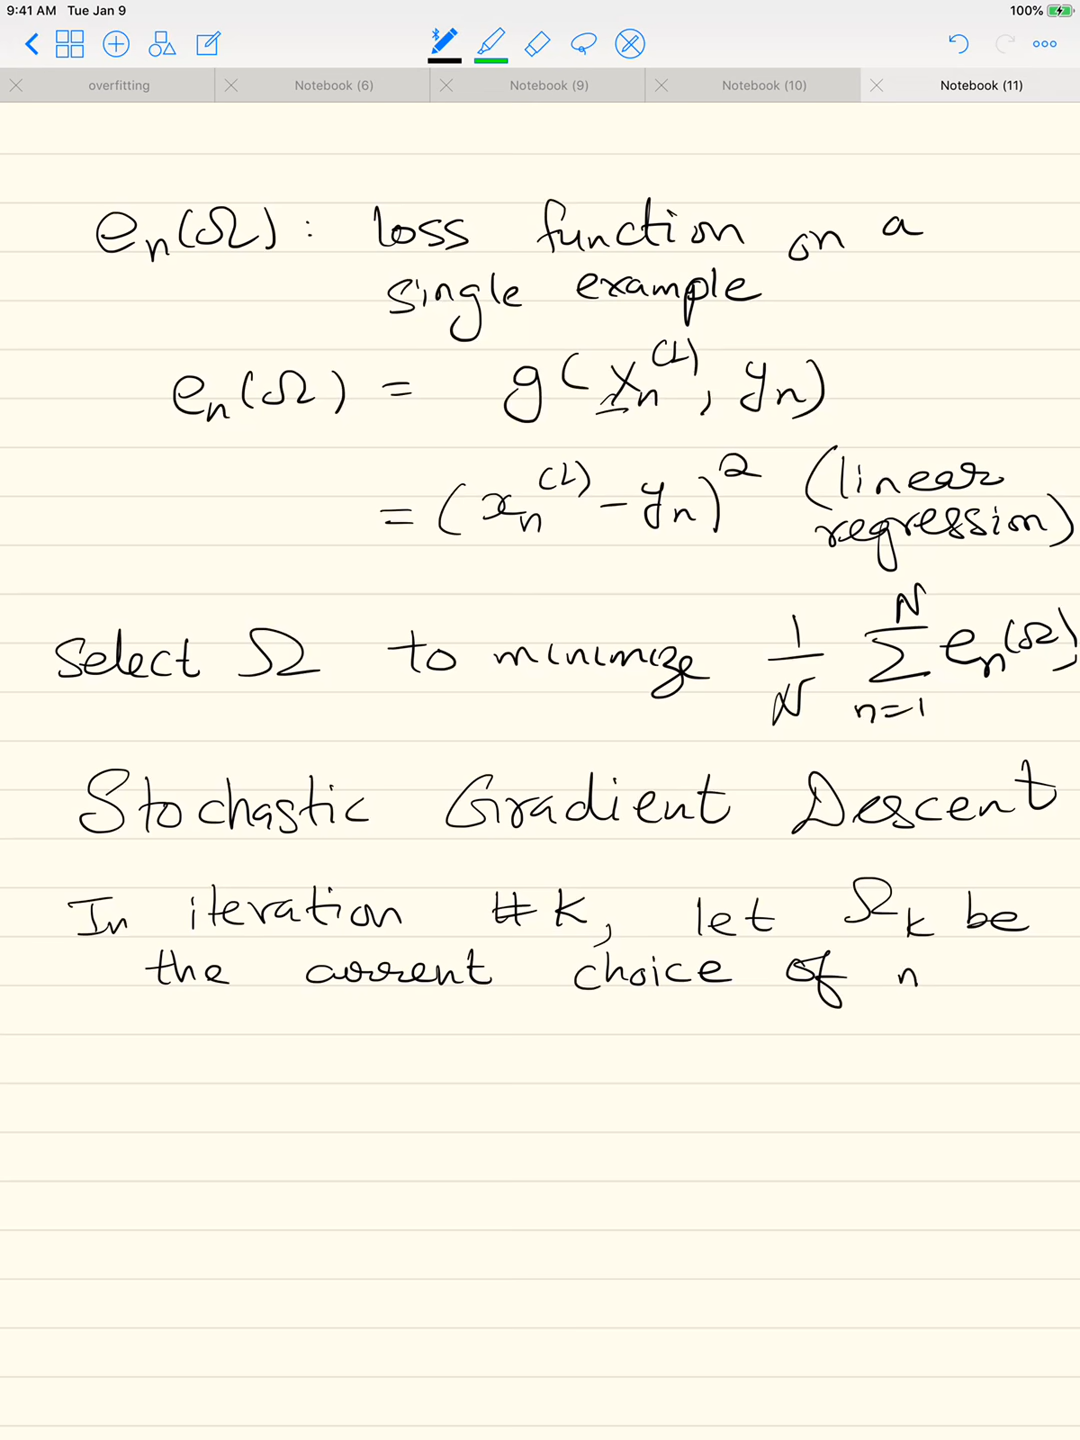 9:41 AM Tue Jan 9 100%
overfitting Notebook (6) Notebook (9) Notebook (10) Notebook (11)
eₙ(Ω): loss function on a
single example
eₙ(Ω) = g(xₙ^(L), yₙ)
= (xₙ^(L) - yₙ)² (linear
regression)
Select Ω to minimize 1/N Σ_{n=1}^{N} eₙ(Ω)
Stochastic Gradient Descent
In iteration #k, let Ωₖ be
the current choice of n